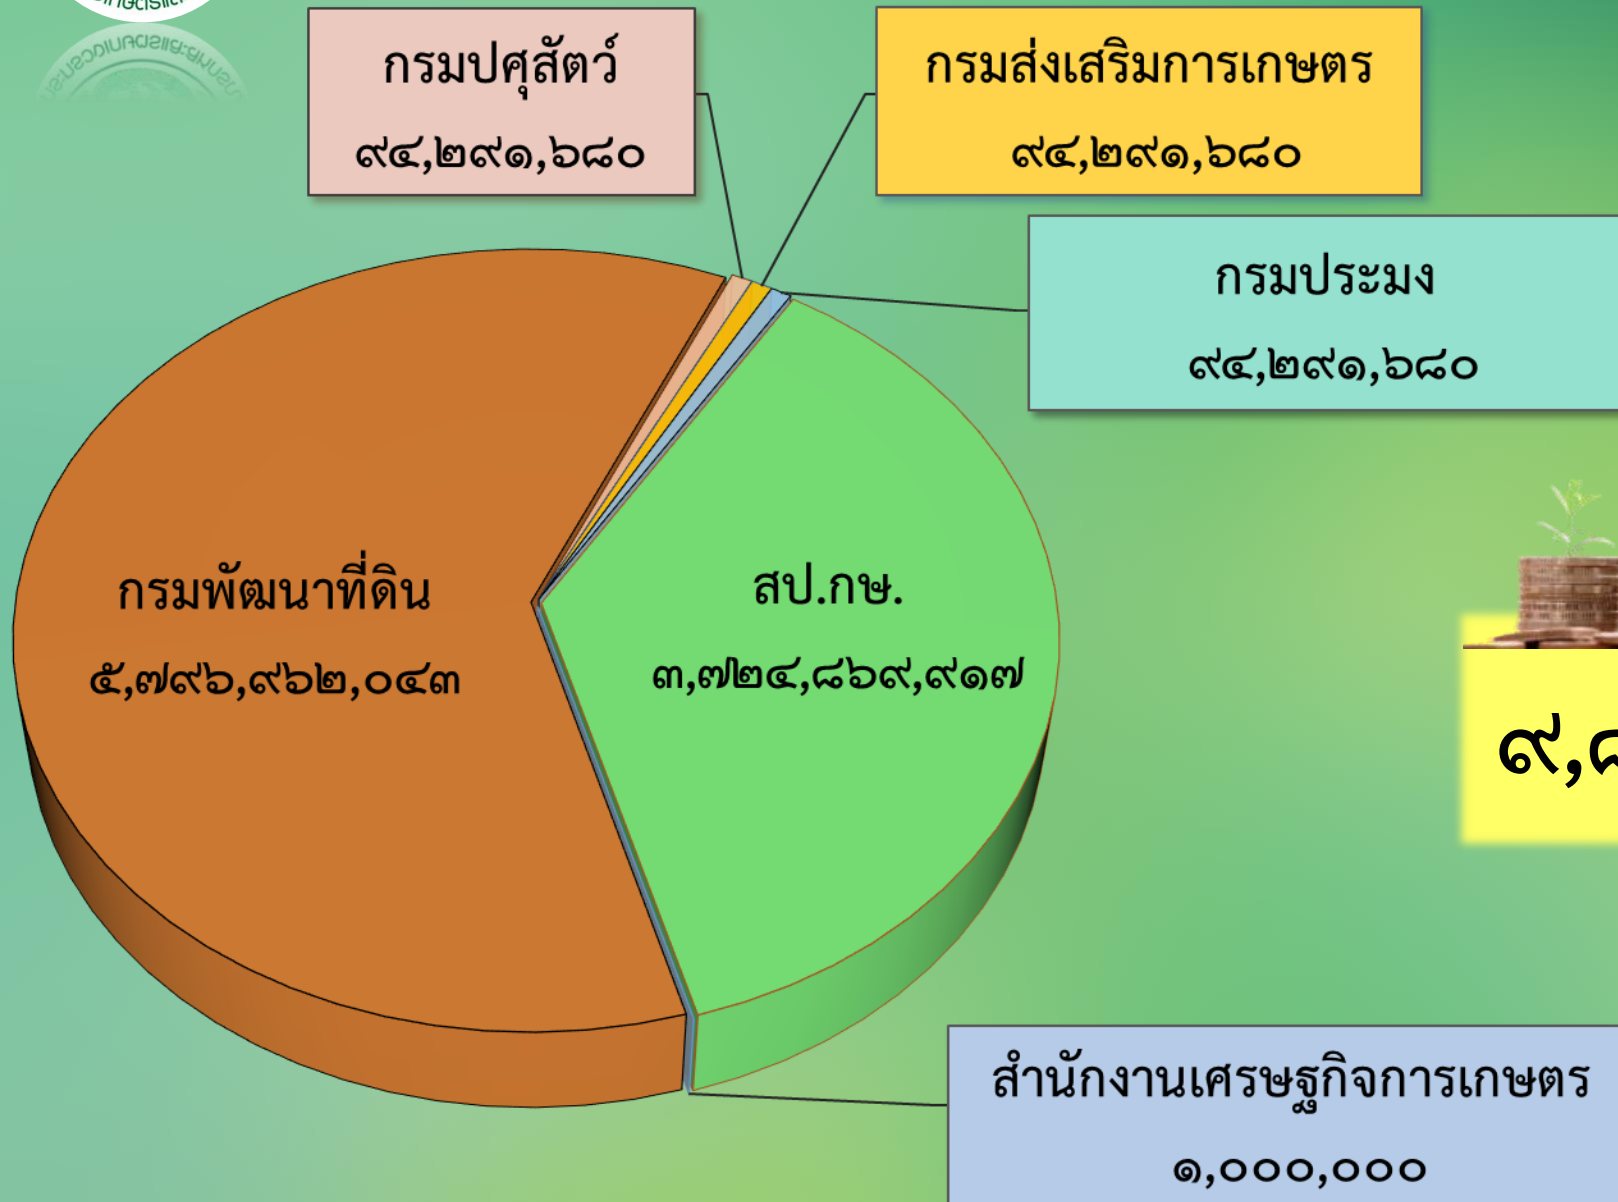 กรมปศุสัตว์
๙๔,๒๙๑,๖๘๐
กรมส่งเสริมการเกษตร
๙๔,๒๙๑,๖๘๐
กรมประมง
๙๔,๒๙๑,๖๘๐
กรมพัฒนาที่ดิน
๕,๗๙๖,๙๖๒,๐๔๓
สป.กษ.
๓,๗๒๔,๘๖๙,๙๑๗
๙,๘
สำนักงานเศรษฐกิจการเกษตร
๑,๐๐๐,๐๐๐